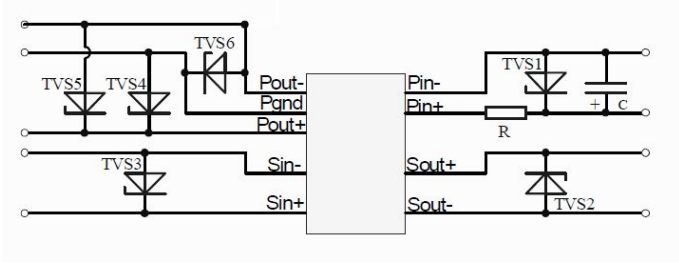 TVS6
TVS5
TVS4
Pout-
Pgnd
Pout+
TVS3
Sin-
Sin+
Pin-
Pin+
TVS1
+
C
R
Sout+
Sout-
TVS2